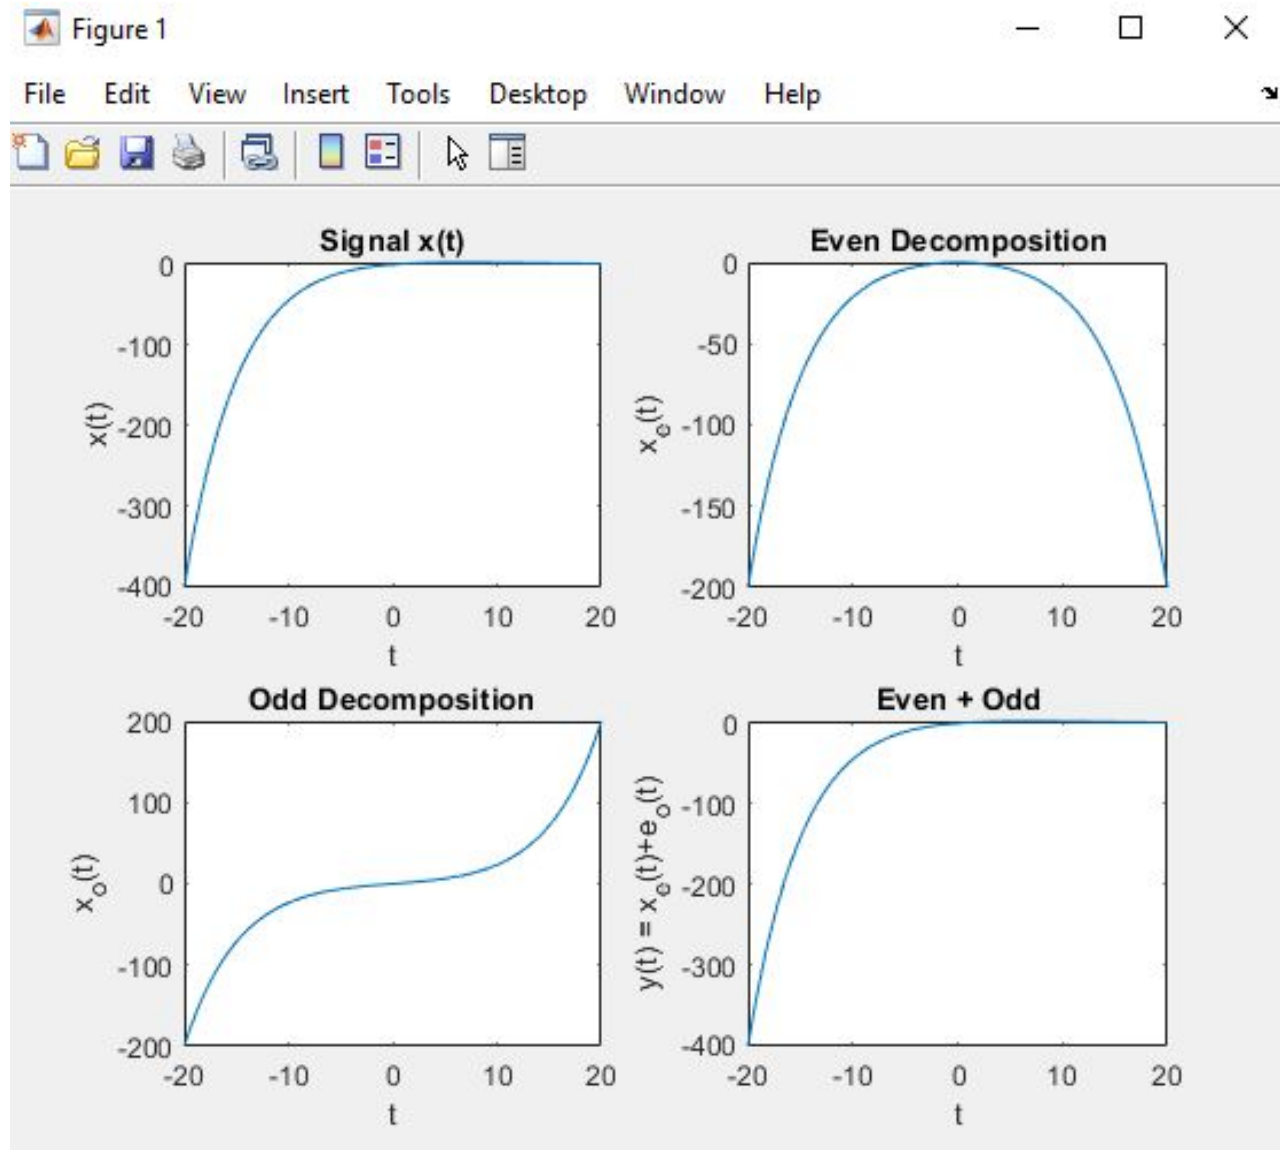 Figure 1
File Edit View Insert Tools Desktop Window Help
Signal x(t)
0
-100
-200
-300
-400
x(t)
-20 -10 0 10 20
t
Even Decomposition
0
-50
-100
-150
-200
x_e(t)
-20 -10 0 10 20
t
Odd Decomposition
200
100
0
-100
-200
x_o(t)
-20 -10 0 10 20
t
Even + Odd
0
-100
-200
-300
-400
y(t) = x_e(t)+e_o(t)
-20 -10 0 10 20
t